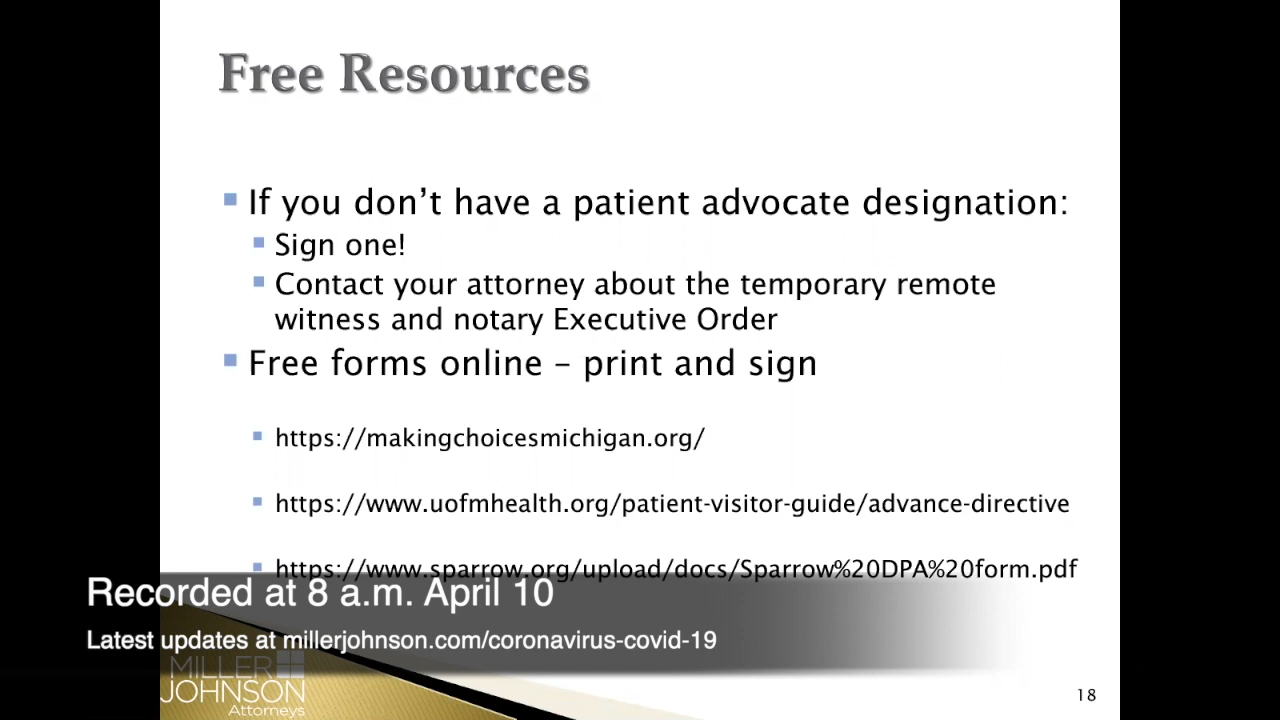 Free Resources
If you don’t have a patient advocate designation:
Sign one!
Contact your attorney about the temporary remote
witness and notary Executive Order
Free forms online – print and sign
https://makingchoicesmichigan.org/
https://www.uofmhealth.org/patient-visitor-guide/advance-directive
https://www.sparrow.org/upload/docs/Sparrow%20DPA%20form.pdf
Recorded at 8 a.m. April 10
Latest updates at millerjohnson.com/coronavirus-covid-19
MILLER
JOHNSON
Attorneys
18